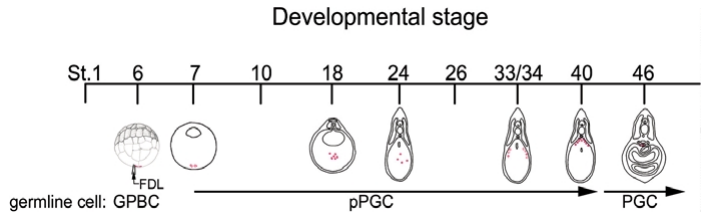 Developmental stage
St.1 6 7 10 18 24 26 33/34 40 46
FDL
germline cell: GPBC pPGC PGC